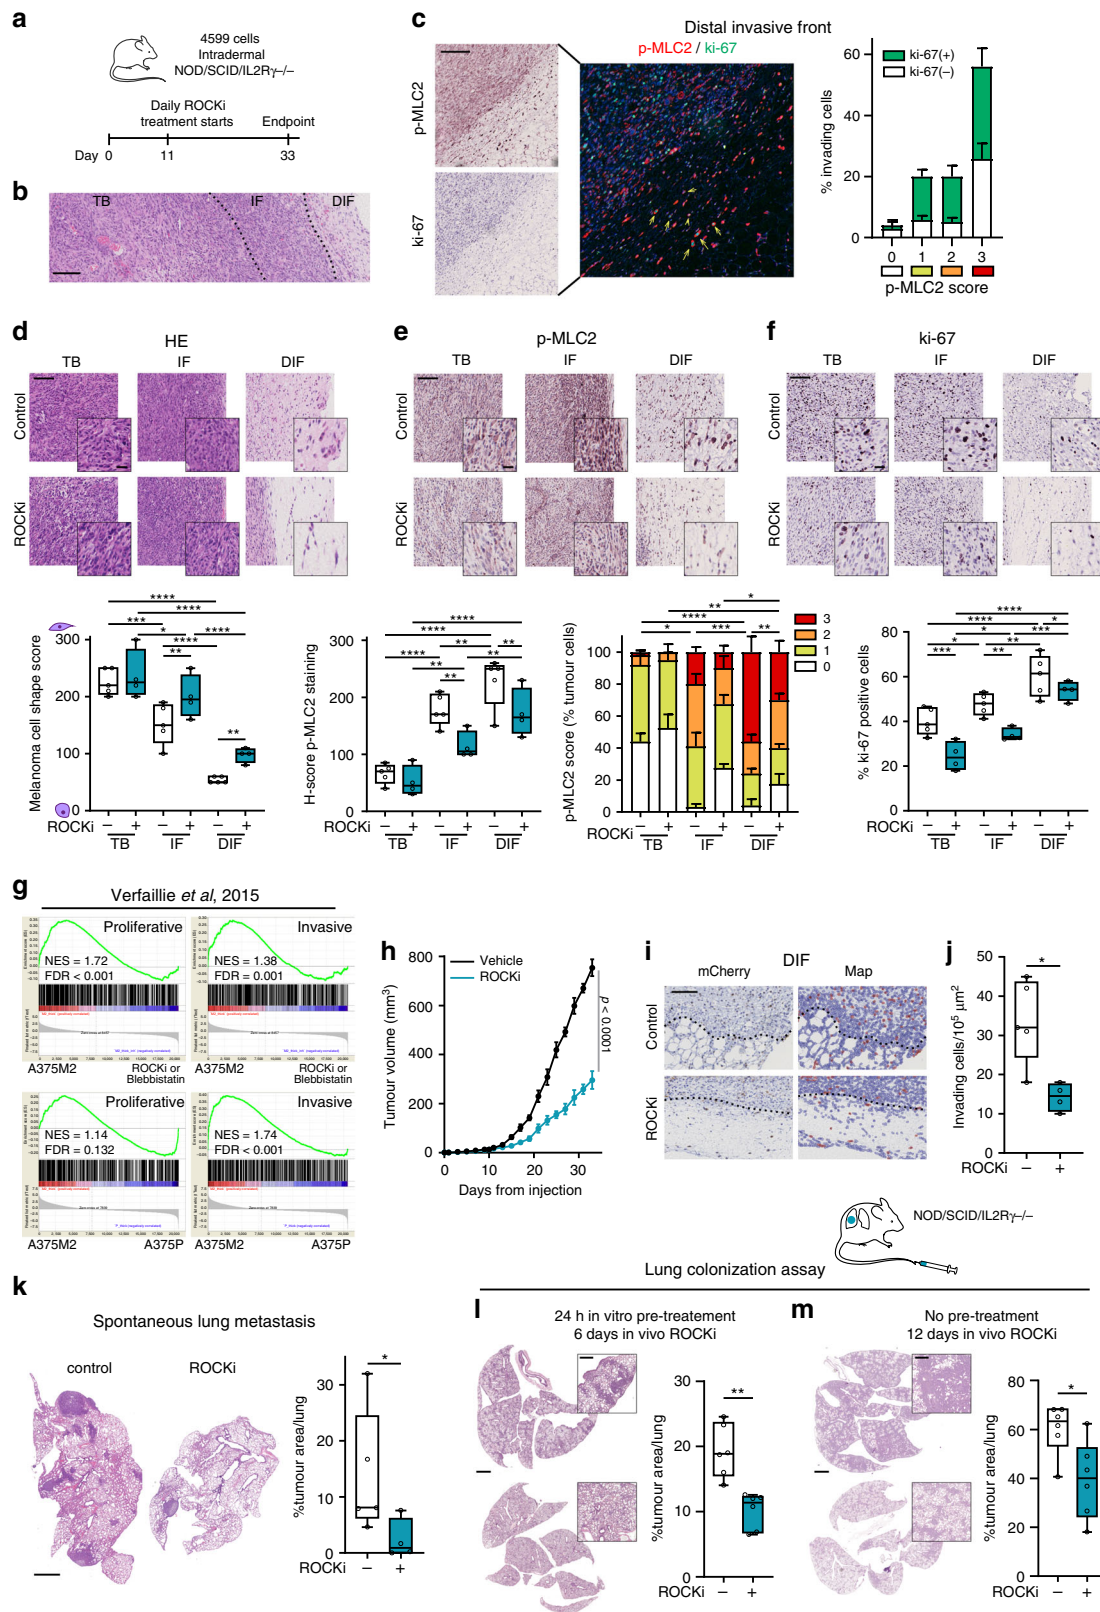 a
4599 cells
Intradermal
NOD/SCID/IL2Rγ–/–
Daily ROCKi
treatment starts
Endpoint
Day 0 11 33
b
TB IF DIF
c
Distal invasive front
p-MLC2 / ki-67
p-MLC2
ki-67
ki-67(+)
ki-67(–)
% invading cells
60
40
20
0
0 1 2 3
p-MLC2 score
d
HE
TB IF DIF
Control
ROCKi
**** 
****
*** * ****
****
** **
Melanoma cell shape score
300
200
100
0
ROCKi – + – + – +
TB IF DIF
e
p-MLC2
TB IF DIF
Control
ROCKi
****
****
** **
**** ** **
**
H-score p-MLC2 staining
300
200
100
0
ROCKi – + – + – +
TB IF DIF
*
**
****
* *** **
3
2
1
0
p-MLC2 score (% tumour cells)
100
80
60
40
20
0
ROCKi – + – + – +
TB IF DIF
f
ki-67
TB IF DIF
Control
ROCKi
****
**** *
* **
* ***
*** **
% ki-67 positive cells
80
60
40
20
0
ROCKi – + – + – +
TB IF DIF
g
Verfaillie et al, 2015
Proliferative
NES = 1.72
FDR < 0.001
A375M2 ROCKi or Blebbistatin
Invasive
NES = 1.38
FDR = 0.001
A375M2 ROCKi or Blebbistatin
Proliferative
NES = 1.14
FDR = 0.132
A375M2 A375P
Invasive
NES = 1.74
FDR < 0.001
A375M2 A375P
h
Vehicle
ROCKi
Tumour volume (mm3)
800
600
400
200
0
0 10 20 30
Days from injection
p < 0.0001
i
DIF
mCherry Map
Control
ROCKi
j
*
Invading cells/10⁵ µm²
50
40
30
20
10
0
ROCKi – +
NOD/SCID/IL2Rγ–/–
Lung colonization assay
k
Spontaneous lung metastasis
control ROCKi
*
%tumour area/lung
30
20
10
0
ROCKi – +
l
24 h in vitro pre-treatement
6 days in vivo ROCKi
**
%tumour area/lung
30
20
10
0
ROCKi – +
m
No pre-treatment
12 days in vivo ROCKi
*
%tumour area/lung
80
60
40
20
0
ROCKi – +